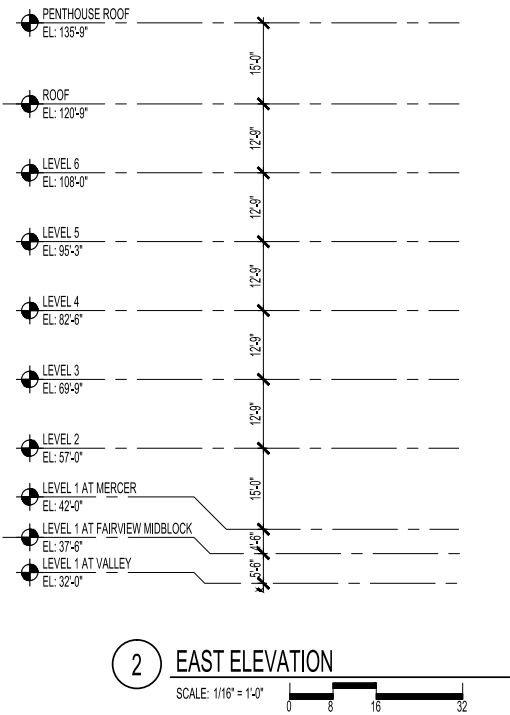 PENTHOUSE ROOF
EL: 135'-9"
15'-0"
ROOF
EL: 120'-9"
12'-9"
LEVEL 6
EL: 108'-0"
12'-9"
LEVEL 5
EL: 95'-3"
12'-9"
LEVEL 4
EL: 82'-6"
12'-9"
LEVEL 3
EL: 69'-9"
12'-9"
LEVEL 2
EL: 57'-0"
15'-0"
LEVEL 1 AT MERCER
EL: 42'-0"
4'-6"
LEVEL 1 AT FAIRVIEW MIDBLOCK
EL: 37'-6"
5'-6"
LEVEL 1 AT VALLEY
EL: 32'-0"
2 EAST ELEVATION
SCALE: 1/16" = 1'-0"
0 8 16 32